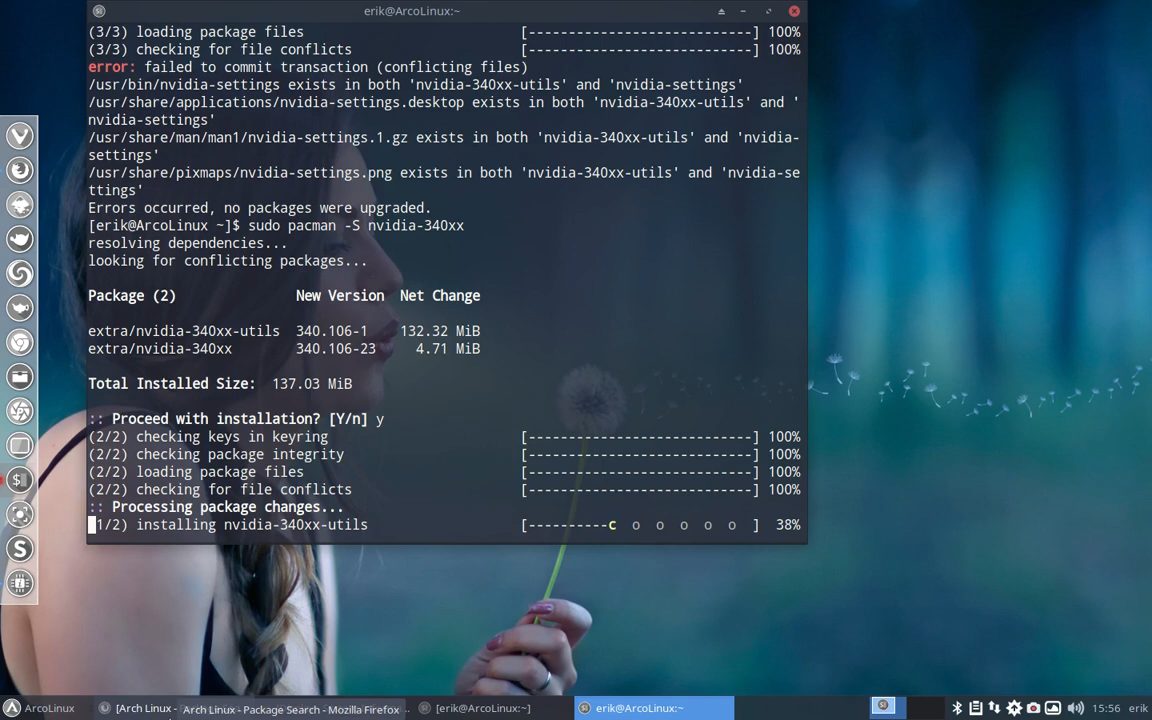 erik@ArcoLinux:~
(3/3) loading package files [----------------------------] 100%
(3/3) checking for file conflicts [----------------------------] 100%
error: failed to commit transaction (conflicting files)
/usr/bin/nvidia-settings exists in both 'nvidia-340xx-utils' and 'nvidia-settings'
/usr/share/applications/nvidia-settings.desktop exists in both 'nvidia-340xx-utils' and '
nvidia-settings'
/usr/share/man/man1/nvidia-settings.1.gz exists in both 'nvidia-340xx-utils' and 'nvidia-
settings'
/usr/share/pixmaps/nvidia-settings.png exists in both 'nvidia-340xx-utils' and 'nvidia-se
ttings'
Errors occurred, no packages were upgraded.
[erik@ArcoLinux ~]$ sudo pacman -S nvidia-340xx
resolving dependencies...
looking for conflicting packages...
Package (2) New Version Net Change
extra/nvidia-340xx-utils 340.106-1 132.32 MiB
extra/nvidia-340xx 340.106-23 4.71 MiB
Total Installed Size: 137.03 MiB
:: Proceed with installation? [Y/n] y
(2/2) checking keys in keyring [----------------------------] 100%
(2/2) checking package integrity [----------------------------] 100%
(2/2) loading package files [----------------------------] 100%
(2/2) checking for file conflicts [----------------------------] 100%
:: Processing package changes...
1/2) installing nvidia-340xx-utils [----------c o o o o o ] 38%
ArcoLinux [Arch Linux - Arch Linux - Package Search - Mozilla Firefox .. [erik@ArcoLinux:~] erik@ArcoLinux:~ 15:56 erik